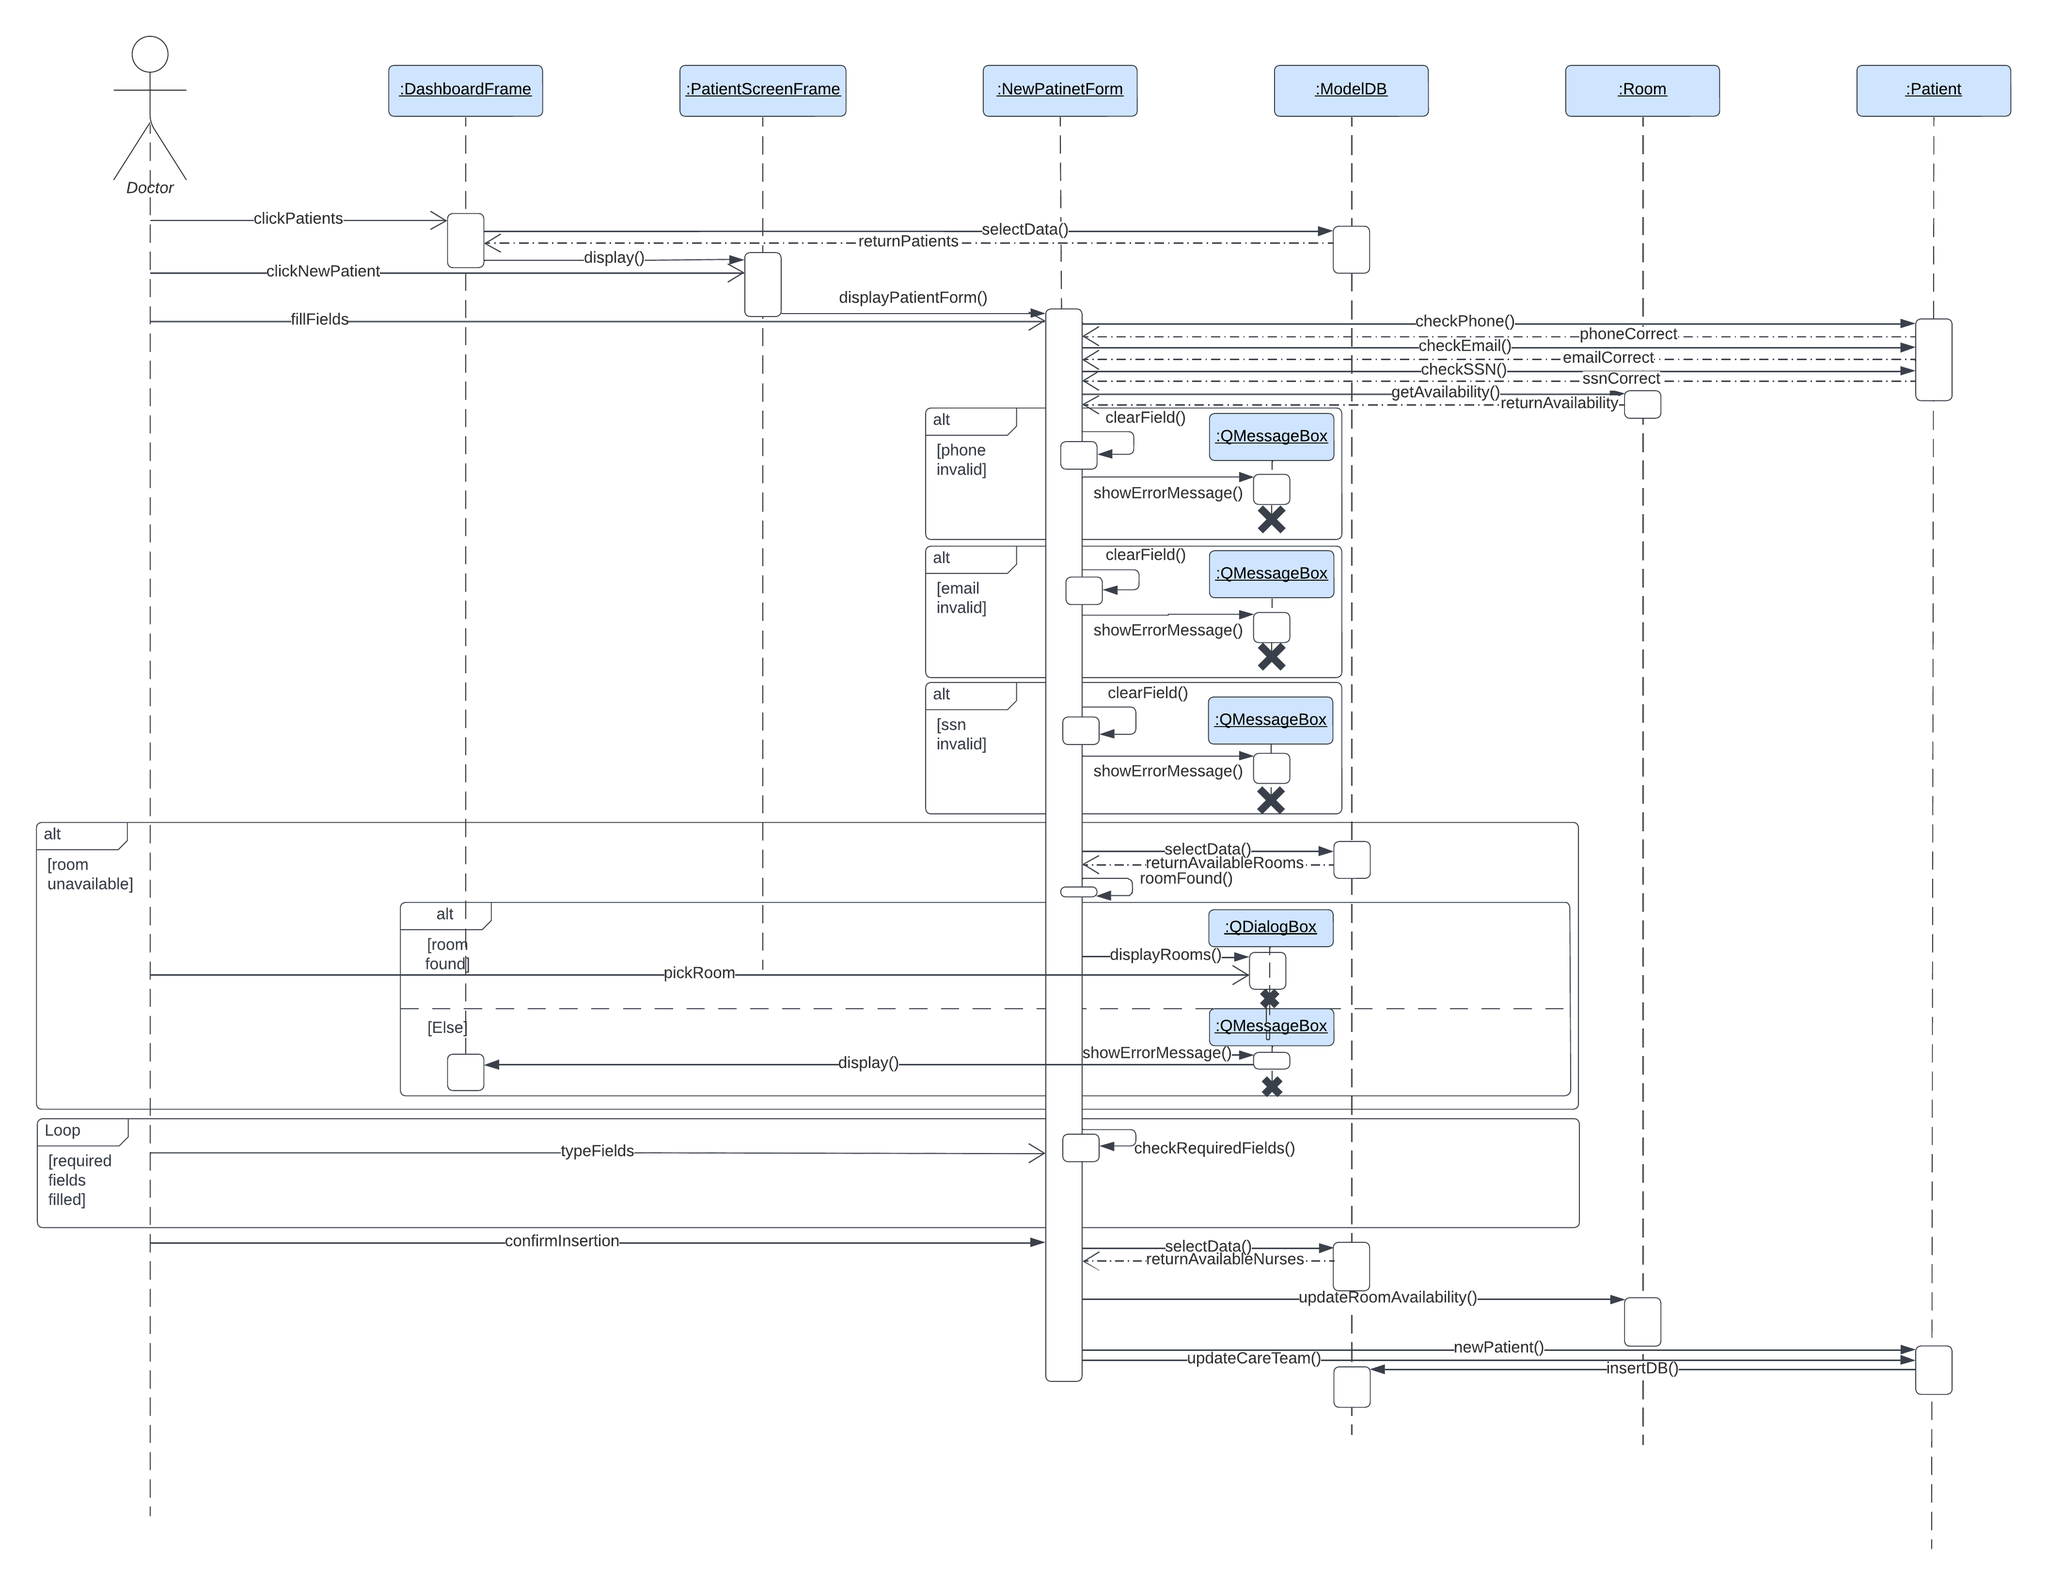 :DashboardFrame
:PatientScreenFrame
:NewPatinetForm
:ModelDB
:Room
:Patient
Doctor
clickPatients
selectData()
returnPatients
display()
clickNewPatient
displayPatientForm()
fillFields
checkPhone()
phoneCorrect
checkEmail()
emailCorrect
checkSSN()
ssnCorrect
getAvailability()
returnAvailability
alt
[phone
invalid]
clearField()
:QMessageBox
showErrorMessage()
alt
[email
invalid]
clearField()
:QMessageBox
showErrorMessage()
alt
[ssn
invalid]
clearField()
:QMessageBox
showErrorMessage()
alt
[room
unavailable]
selectData()
returnAvailableRooms
roomFound()
alt
[room
found]
:QDialogBox
displayRooms()
pickRoom
[Else]
:QMessageBox
showErrorMessage()
display()
Loop
[required
fields
filled]
typeFields
checkRequiredFields()
confirmInsertion
selectData()
returnAvailableNurses
updateRoomAvailability()
newPatient()
updateCareTeam()
insertDB()